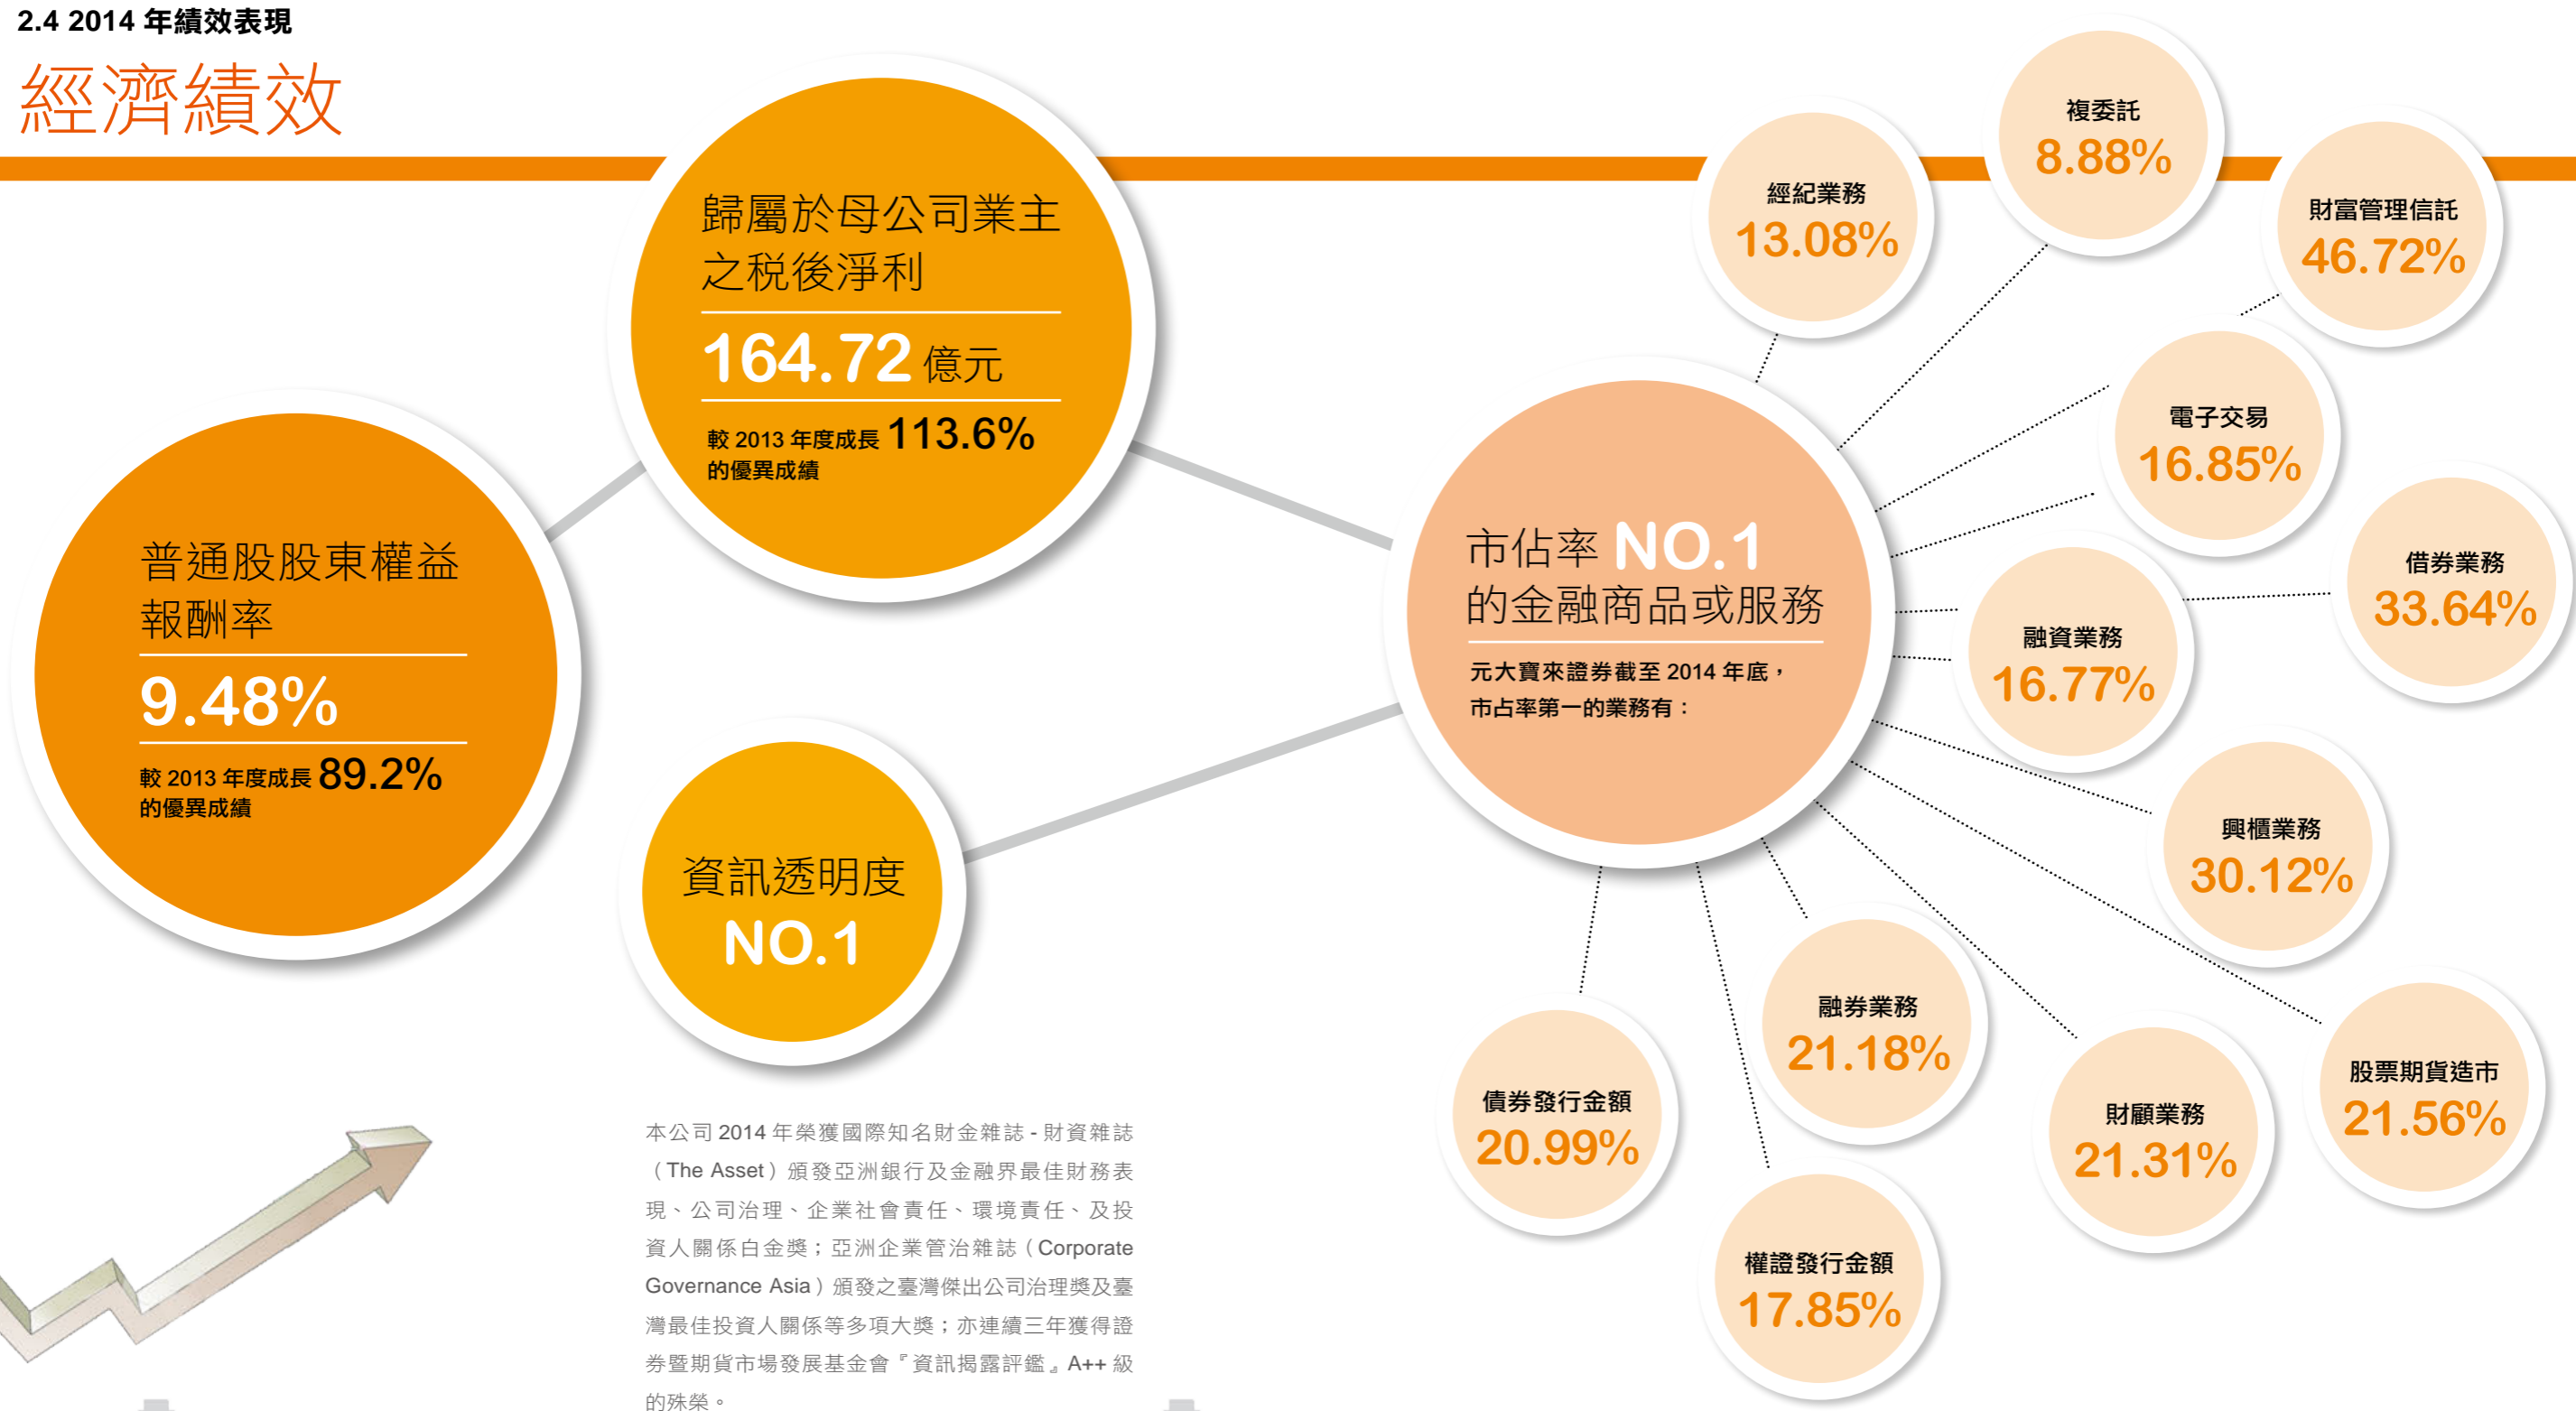 2.4 2014 年績效表現
經濟績效
歸屬於母公司業主
之稅後淨利
164.72 億元
較 2013 年度成長 113.6%
的優異成績
普通股股東權益
報酬率
9.48%
較 2013 年度成長 89.2%
的優異成績
資訊透明度
NO.1
本公司 2014 年榮獲國際知名財金雜誌 - 財資雜誌
（The Asset）頒發亞洲銀行及金融界最佳財務表
現、公司治理、企業社會責任、環境責任、及投
資人關係白金獎；亞洲企業管治雜誌（Corporate
Governance Asia）頒發之臺灣傑出公司治理獎及臺
灣最佳投資人關係等多項大獎；亦連續三年獲得證
券暨期貨市場發展基金會『資訊揭露評鑑』A++ 級
的殊榮。
市佔率 NO.1
的金融商品或服務
元大寶來證券截至 2014 年底，
市占率第一的業務有：
經紀業務
13.08%
複委託
8.88%
財富管理信託
46.72%
電子交易
16.85%
借券業務
33.64%
融資業務
16.77%
興櫃業務
30.12%
股票期貨造市
21.56%
財顧業務
21.31%
融券業務
21.18%
權證發行金額
17.85%
債券發行金額
20.99%